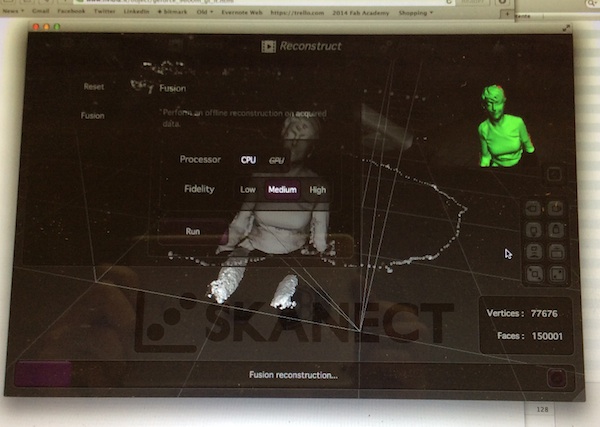 News ▾ Gmail Facebook Twitter LinkedIn + bitmark Old ▾ Evernote Web https://trello.com 2014 Fab Academy Shopping ▾
Reconstruct
Reset
Fusion
Fusion
Perform an offline reconstruction on acquired
data.
Processor CPU GPU
Fidelity Low Medium High
Run
SKANECT
Vertices : 77676
Faces : 150001
Fusion reconstruction...
128